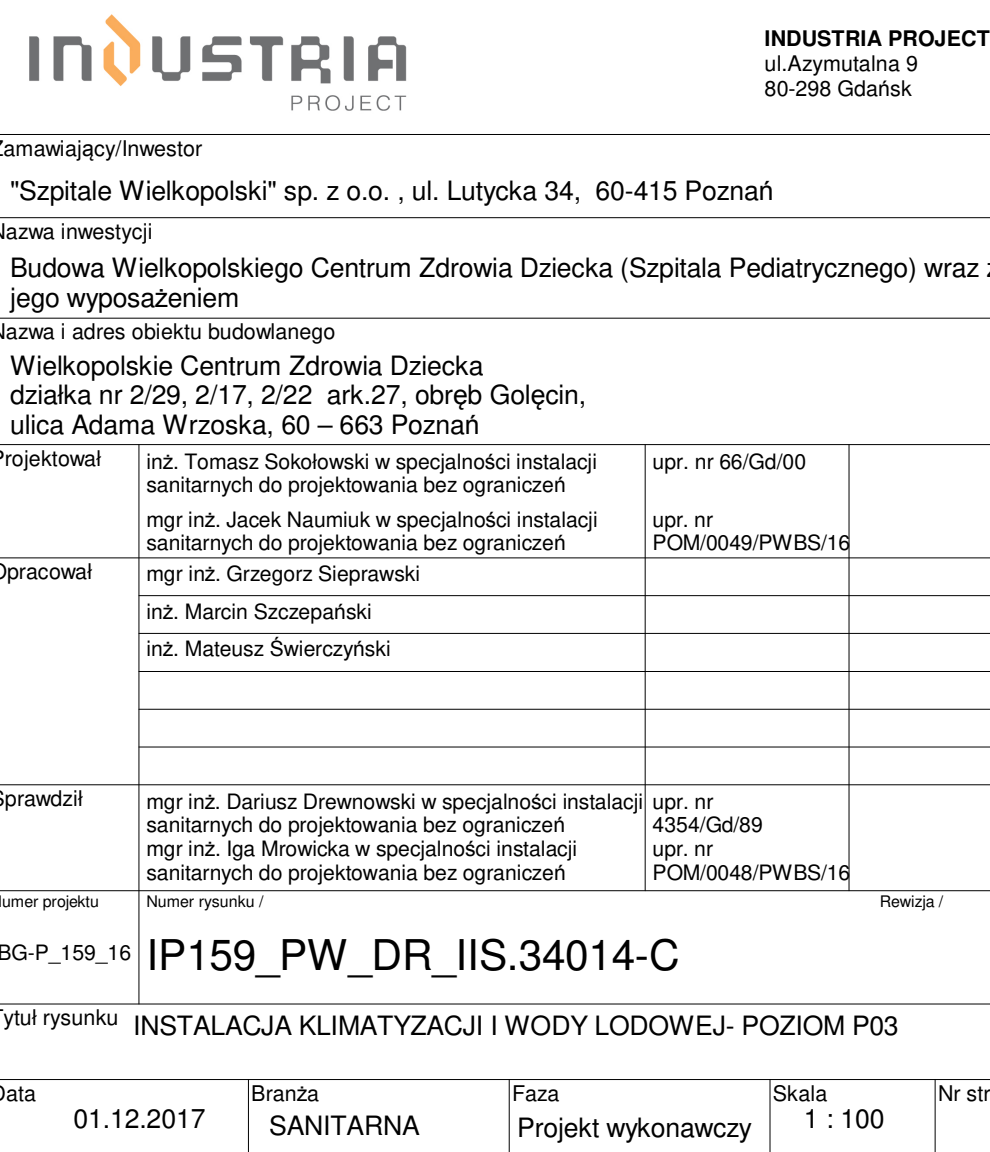 INDUSTRIA
PROJECT
INDUSTRIA PROJECT
ul.Azymutalna 9
80-298 Gdańsk
Zamawiający/Inwestor
"Szpitale Wielkopolski" sp. z o.o. , ul. Lutycka 34, 60-415 Poznań
Nazwa inwestycji
Budowa Wielkopolskiego Centrum Zdrowia Dziecka (Szpitala Pediatrycznego) wraz z
jego wyposażeniem
Nazwa i adres obiektu budowlanego
Wielkopolskie Centrum Zdrowia Dziecka
działka nr 2/29, 2/17, 2/22 ark.27, obręb Golęcin,
ulica Adama Wrzoska, 60 – 663 Poznań
Projektował
inż. Tomasz Sokołowski w specjalności instalacji
sanitarnych do projektowania bez ograniczeń
upr. nr 66/Gd/00
mgr inż. Jacek Naumiuk w specjalności instalacji
sanitarnych do projektowania bez ograniczeń
upr. nr
POM/0049/PWBS/16
Opracował
mgr inż. Grzegorz Sieprawski
inż. Marcin Szczepański
inż. Mateusz Świerczyński
Sprawdził
mgr inż. Dariusz Drewnowski w specjalności instalacji
sanitarnych do projektowania bez ograniczeń
upr. nr
4354/Gd/89
mgr inż. Iga Mrowicka w specjalności instalacji
sanitarnych do projektowania bez ograniczeń
upr. nr
POM/0048/PWBS/16
Numer projektu
BG-P_159_16
Numer rysunku /
Rewizja /
IP159_PW_DR_IIS.34014-C
Tytuł rysunku
INSTALACJA KLIMATYZACJI I WODY LODOWEJ- POZIOM P03
Data
01.12.2017
Branża
SANITARNA
Faza
Projekt wykonawczy
Skala
1 : 100
Nr str